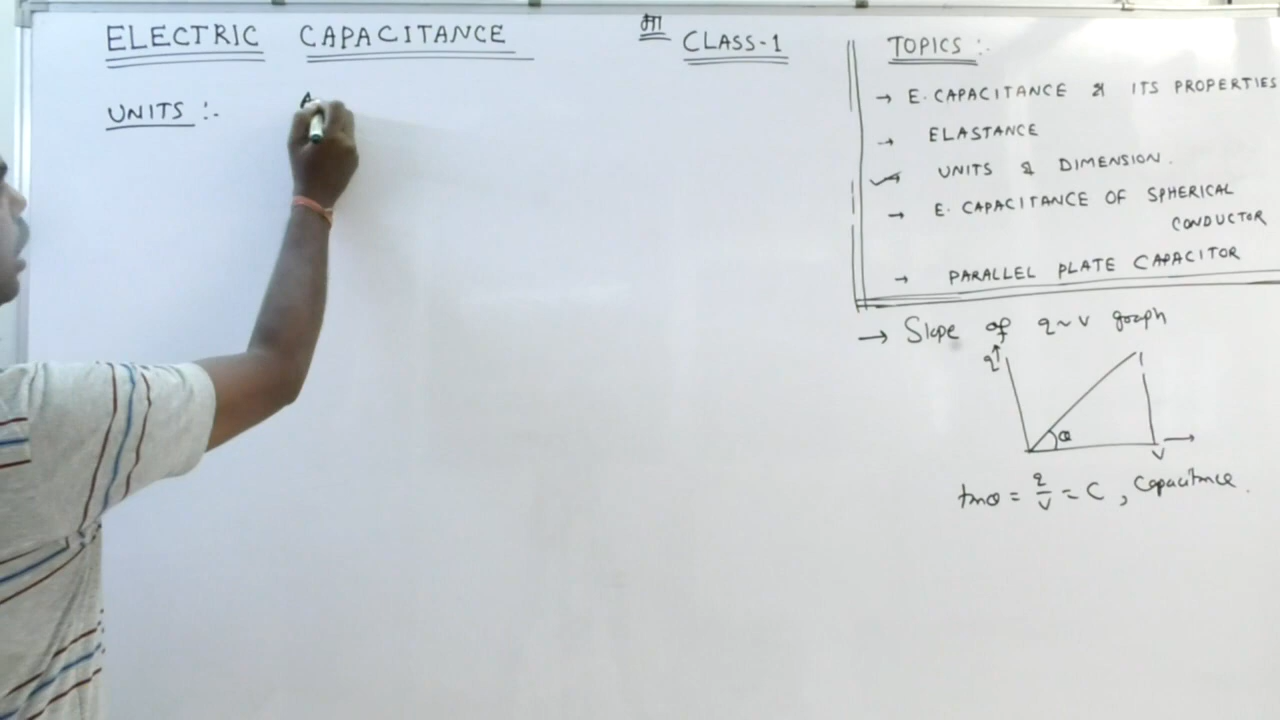 ELECTRIC CAPACITANCE
मा
CLASS-1
UNITS :-
A
TOPICS :-
→ E. CAPACITANCE & ITS PROPERTIES
→ ELASTANCE
UNITS & DIMENSION.
→ E. CAPACITANCE OF SPHERICAL
CONDUCTOR
→ PARALLEL PLATE CAPACITOR
→ Slope of q~v graph
q↑
θ
v
tanθ = q/v = C, Capacitance.